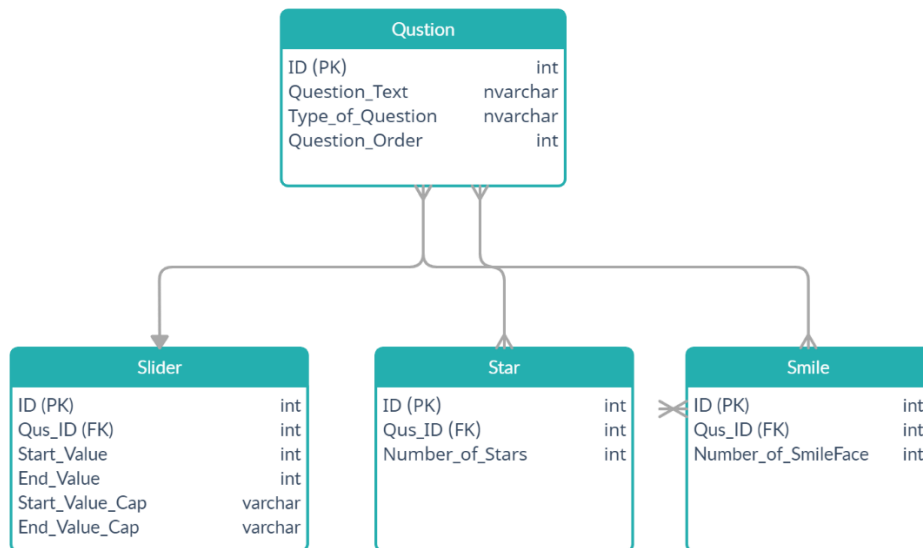 Qustion
ID (PK) int
Question_Text nvarchar
Type_of_Question nvarchar
Question_Order int
Slider
ID (PK) int
Qus_ID (FK) int
Start_Value int
End_Value int
Start_Value_Cap varchar
End_Value_Cap varchar
Star
ID (PK) int
Qus_ID (FK) int
Number_of_Stars int
Smile
ID (PK) int
Qus_ID (FK) int
Number_of_SmileFace int